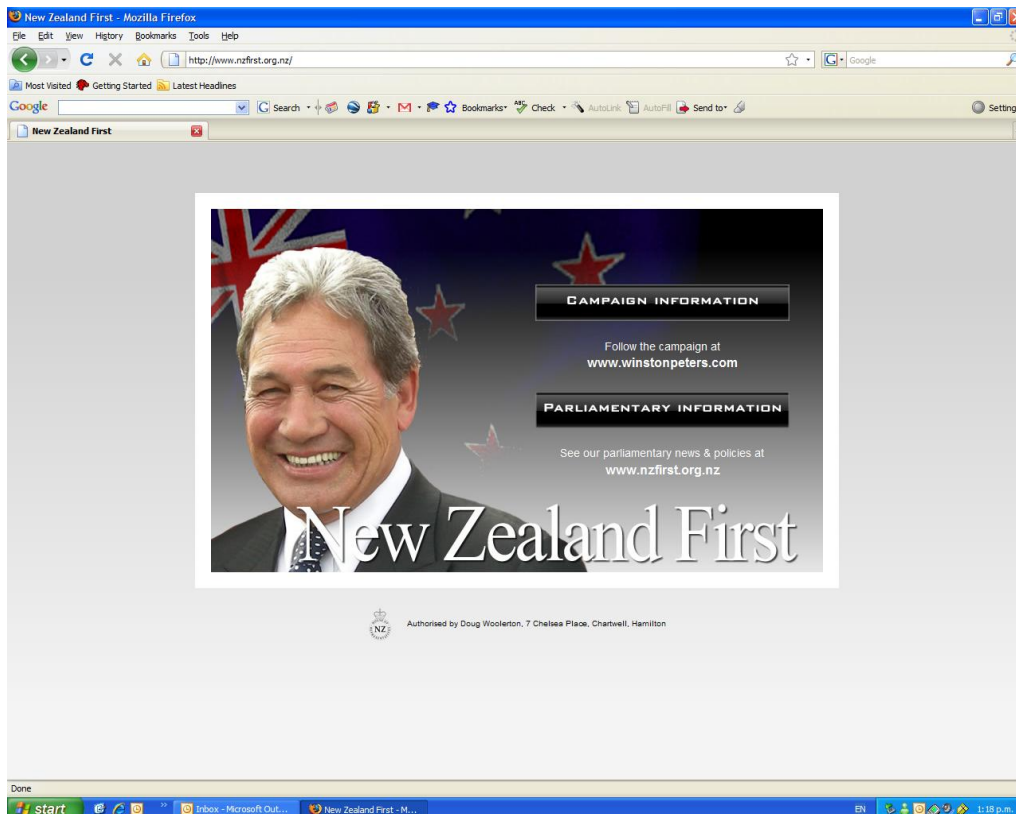 New Zealand First - Mozilla Firefox
File Edit View History Bookmarks Tools Help
http://www.nzfirst.org.nz/
G Google
Most Visited Getting Started Latest Headlines
Google G Search Bookmarks Check AutoLink AutoFill Send to Setting
New Zealand First
CAMPAIGN INFORMATION
Follow the campaign at
www.winstonpeters.com
PARLIAMENTARY INFORMATION
See our parliamentary news & policies at
www.nzfirst.org.nz
New Zealand First
NZ
Authorised by Doug Woolerton, 7 Chelsea Place, Chartwell, Hamilton
Done
start Inbox - Microsoft Out... New Zealand First - M... EN 1:18 p.m.